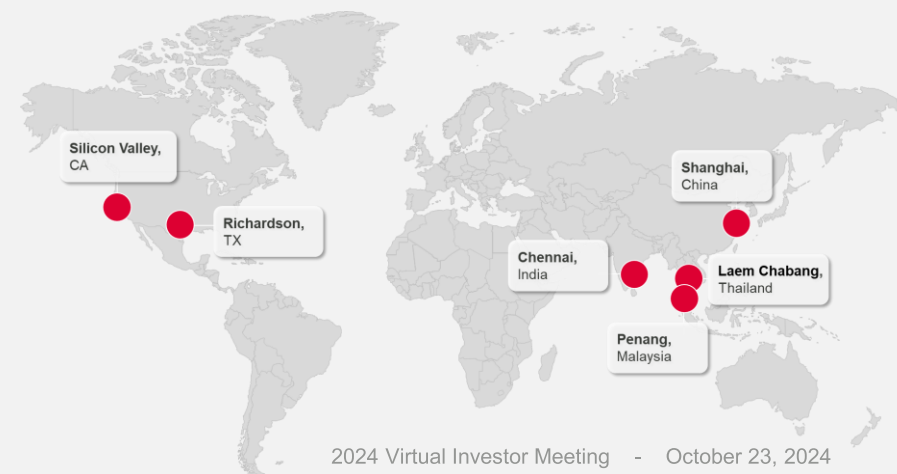 Silicon Valley,
CA
Richardson,
TX
Shanghai,
China
Chennai,
India
Laem Chabang,
Thailand
Penang,
Malaysia
2024 Virtual Investor Meeting - October 23, 2024